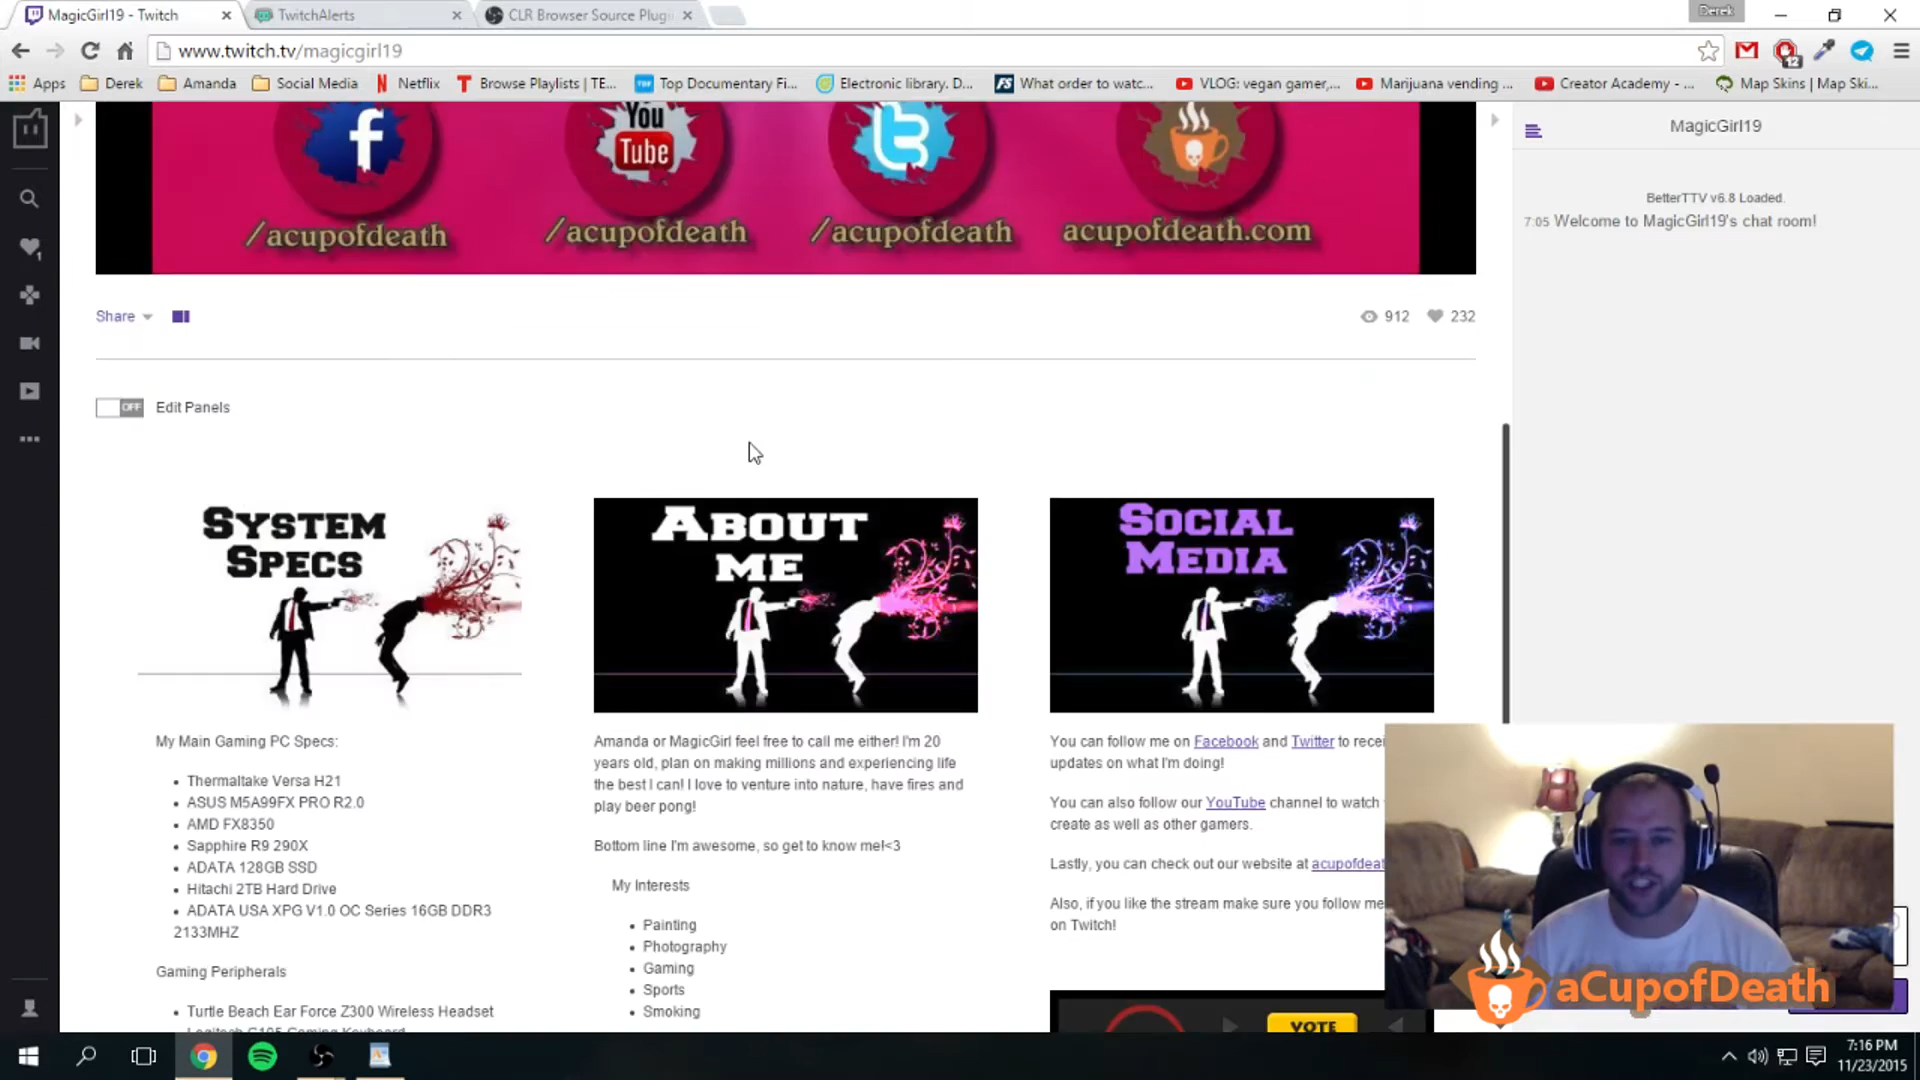 MagicGirl19 - Twitch
TwitchAlerts
CLR Browser Source Plugi
Derek
www.twitch.tv/magicgirl19
12
Apps
Derek
Amanda
Social Media
Netflix
Browse Playlists | TE...
Top Documentary Fi...
Electronic library. D...
What order to watc...
VLOG: vegan gamer,...
Marijuana vending ...
Creator Academy - ...
Map Skins | Map Ski...
You
Tube
/acupofdeath
/acupofdeath
/acupofdeath
acupofdeath.com
MagicGirl19
BetterTTV v6.8 Loaded.
7:05 Welcome to MagicGirl19's chat room!
1
Share
912
232
OFF
Edit Panels
System
Specs
My Main Gaming PC Specs:
Thermaltake Versa H21
ASUS M5A99FX PRO R2.0
AMD FX8350
Sapphire R9 290X
ADATA 128GB SSD
Hitachi 2TB Hard Drive
ADATA USA XPG V1.0 OC Series 16GB DDR3
2133MHZ
Gaming Peripherals
Turtle Beach Ear Force Z300 Wireless Headset
About
Me
Amanda or MagicGirl feel free to call me either! I'm 20
years old, plan on making millions and experiencing life
the best I can! I love to venture into nature, have fires and
play beer pong!
Bottom line I'm awesome, so get to know me!<3
My Interests
Painting
Photography
Gaming
Sports
Smoking
Social
Media
You can follow me on Facebook and Twitter to recei
updates on what I'm doing!
You can also follow our YouTube channel to watch
create as well as other gamers.
Lastly, you can check out our website at acupofdeat
Also, if you like the stream make sure you follow me
on Twitch!
VOTE
aCupofDeath
7:16 PM
11/23/2015